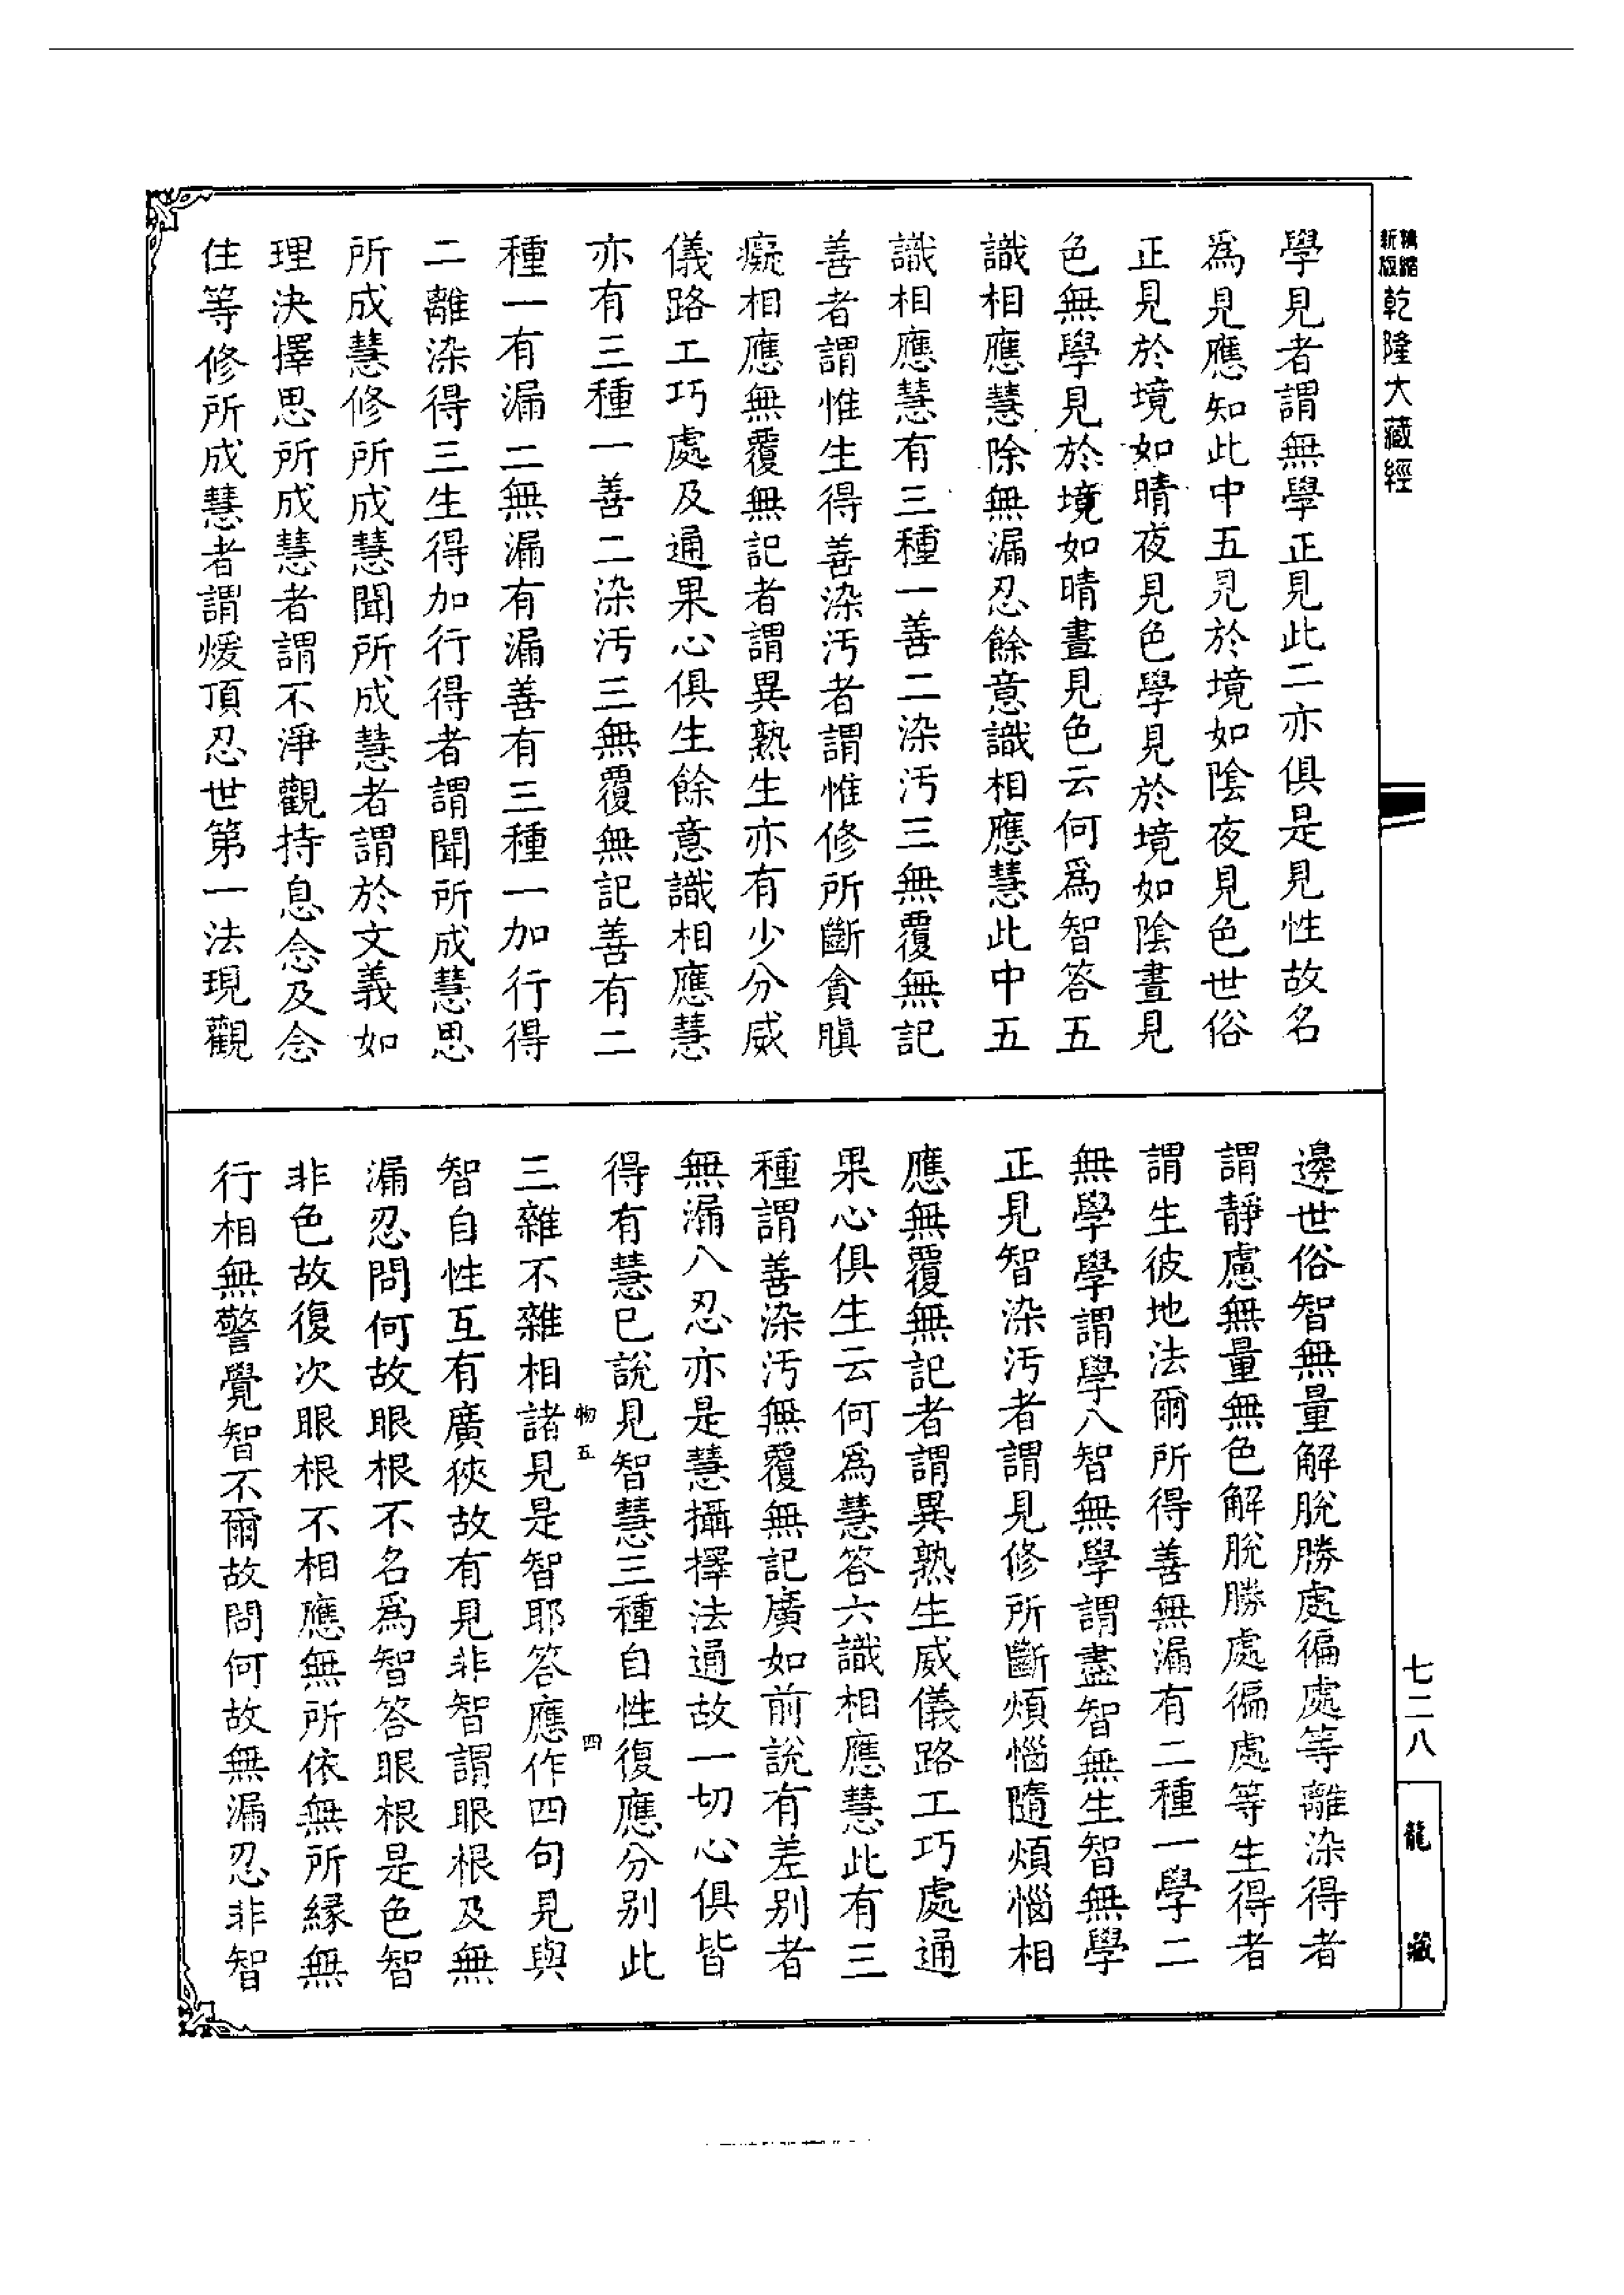 精縮新版乾隆大藏經
學見者謂無學正見此二亦俱是見性故名
爲見應知此中五見於境如陰夜見色世俗
正見於境如晴夜見色學見於境如陰晝見
色無學見於境如晴晝見色云何爲智答五
識相應慧除無漏忍餘意識相應慧此中五
識相應慧有三種一善二染汚三無覆無記
善者謂惟生得善染汚者謂惟修所斷貪瞋
癡相應無覆無記者謂異熟生亦有少分威
儀路工巧處及通果心俱生餘意識相應慧
亦有三種一善二染汚三無覆無記善有二
種一有漏二無漏有漏善有三種一加行得
二離染得三生得加行得者謂聞所成慧思
所成慧修所成慧聞所成慧者謂於文義如
理決擇思所成慧者謂不淨觀持息念及念
住等修所成慧者謂煖頂忍世第一法現觀
邊世俗智無量解脫勝處徧處等離染得者
謂靜慮無量無色解脫勝處徧處等生得者
謂生彼地法爾所得善無漏有二種一學二
無學學謂學八智無學謂盡智無生智無學
正見智染汚者謂見修所斷煩惱隨煩惱相
應無覆無記者謂異熟生威儀路工巧處通
果心俱生云何爲慧答六識相應慧此有三
種謂善染汚無覆無記廣如前說有差別者
無漏八忍亦是慧攝擇法通故一切心俱皆
得有慧已說見智慧三種自性復應分別此
物五 四
三雜不雜相諸見是智耶答應作四句見與
智自性互有廣狹故有見非智謂眼根及無
漏忍問何故眼根不名爲智答眼根是色智
非色故復次眼根不相應無所依無所緣無
行相無警覺智不爾故問何故無漏忍非智
七二八
龍藏